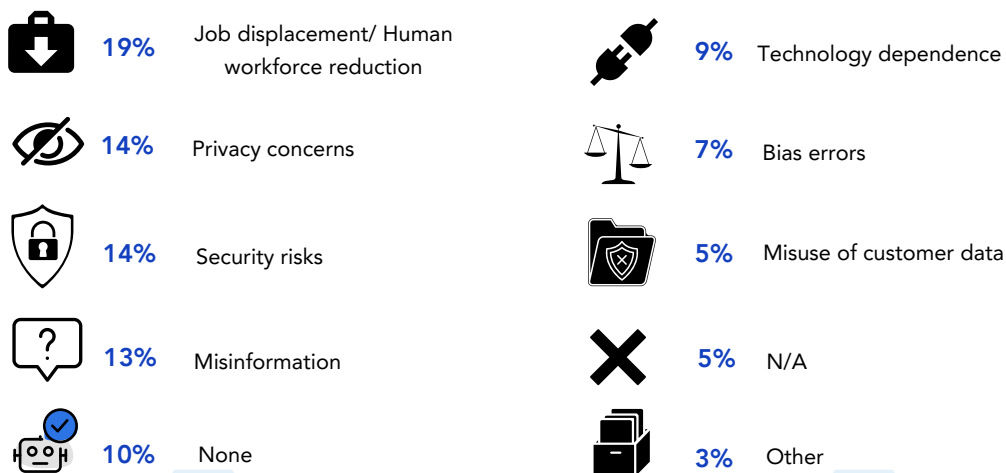 19% Job displacement/ Human
workforce reduction
14% Privacy concerns
14% Security risks
?
13% Misinformation
10% None
9% Technology dependence
7% Bias errors
5% Misuse of customer data
5% N/A
3% Other